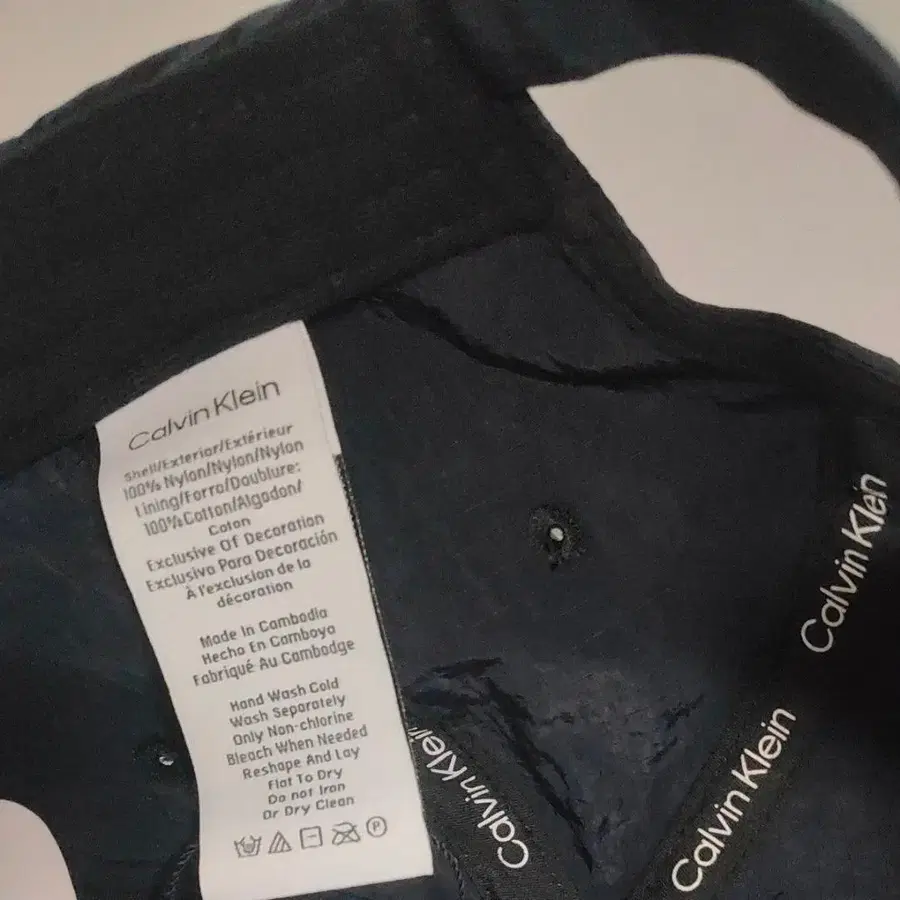 Calvin Klein
Shell/Exterior/Extérieur
100% Nylon/Nylon/Nylon
Lining/Forro/Doublure:
100% Cotton/Algodon/
Coton
Exclusive Of Decoration
Exclusivo Para Decoración
À l'exclusion de la
décoration
Made In Cambodia
Hecho En Camboya
Fabriqué Au Cambodge
Hand Wash Cold
Wash Separately
Only Non-chlorine
Bleach When Needed
Reshape And Lay
Flat To Dry
Do not Iron
Or Dry Clean
P
Calvin Klein
Calvin Klein
Calvin Klein